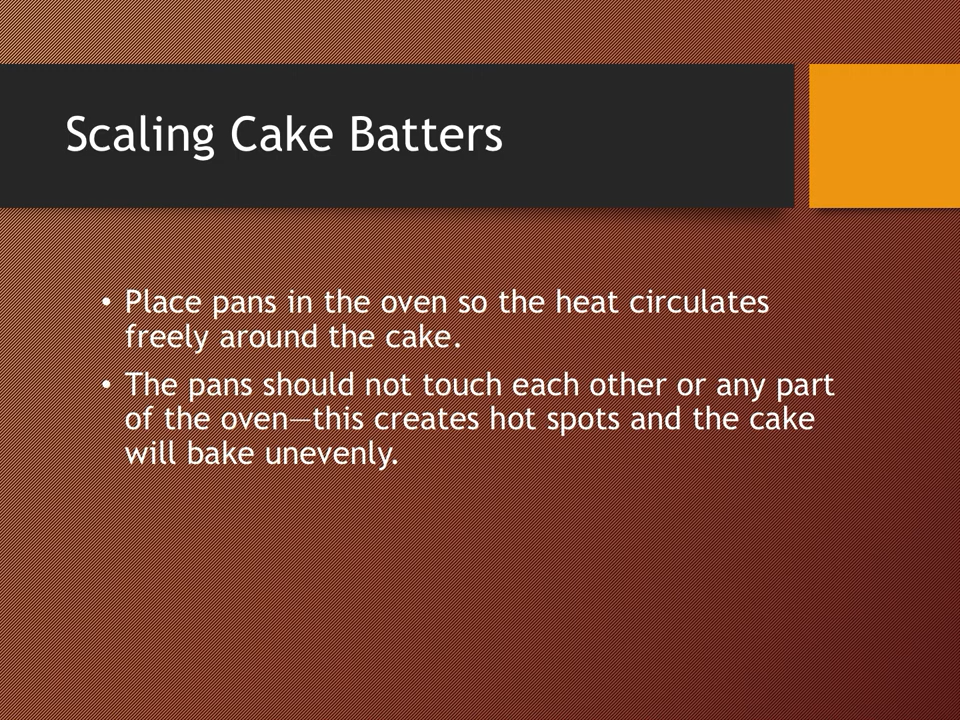 Scaling Cake Batters
• Place pans in the oven so the heat circulates
freely around the cake.
• The pans should not touch each other or any part
of the oven—this creates hot spots and the cake
will bake unevenly.